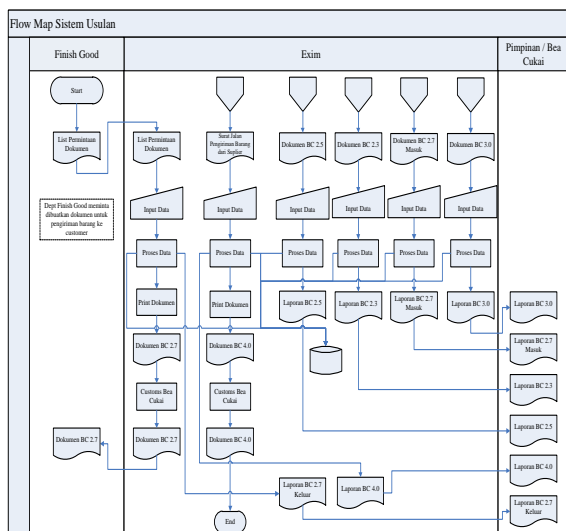 Flow Map Sistem Usulan
Finish Good
Exim
Pimpinan / Bea
Cukai
Start
List Permintaan
Dokumen
List Permintaan
Dokumen
Surat Jalan
Pengiriman Barang
dari Suplier
Dokumen BC 2.5
Dokumen BC 2.3
Dokumen BC 2.7
Masuk
Dokumen BC 3.0
Dept Finish Good meminta
dibuatkan dokumen untuk
pengiriman barang ke
customer
Input Data
Input Data
Input Data
Input Data
Input Data
Input Data
Proses Data
Proses Data
Proses Data
Proses Data
Proses Data
Proses Data
Print Dokumen
Print Dokumen
Laporan BC 2.5
Laporan BC 2.3
Laporan BC 2.7
Masuk
Laporan BC 3.0
Laporan BC 3.0
Dokumen BC 2.7
Dokumen BC 4.0
Laporan BC 2.7
Masuk
Customs Bea
Cukai
Customs Bea
Cukai
Laporan BC 2.3
Dokumen BC 2.7
Dokumen BC 2.7
Dokumen BC 4.0
Laporan BC 2.5
Laporan BC 2.7
Keluar
Laporan BC 4.0
Laporan BC 4.0
End
Laporan BC 2.7
Keluar